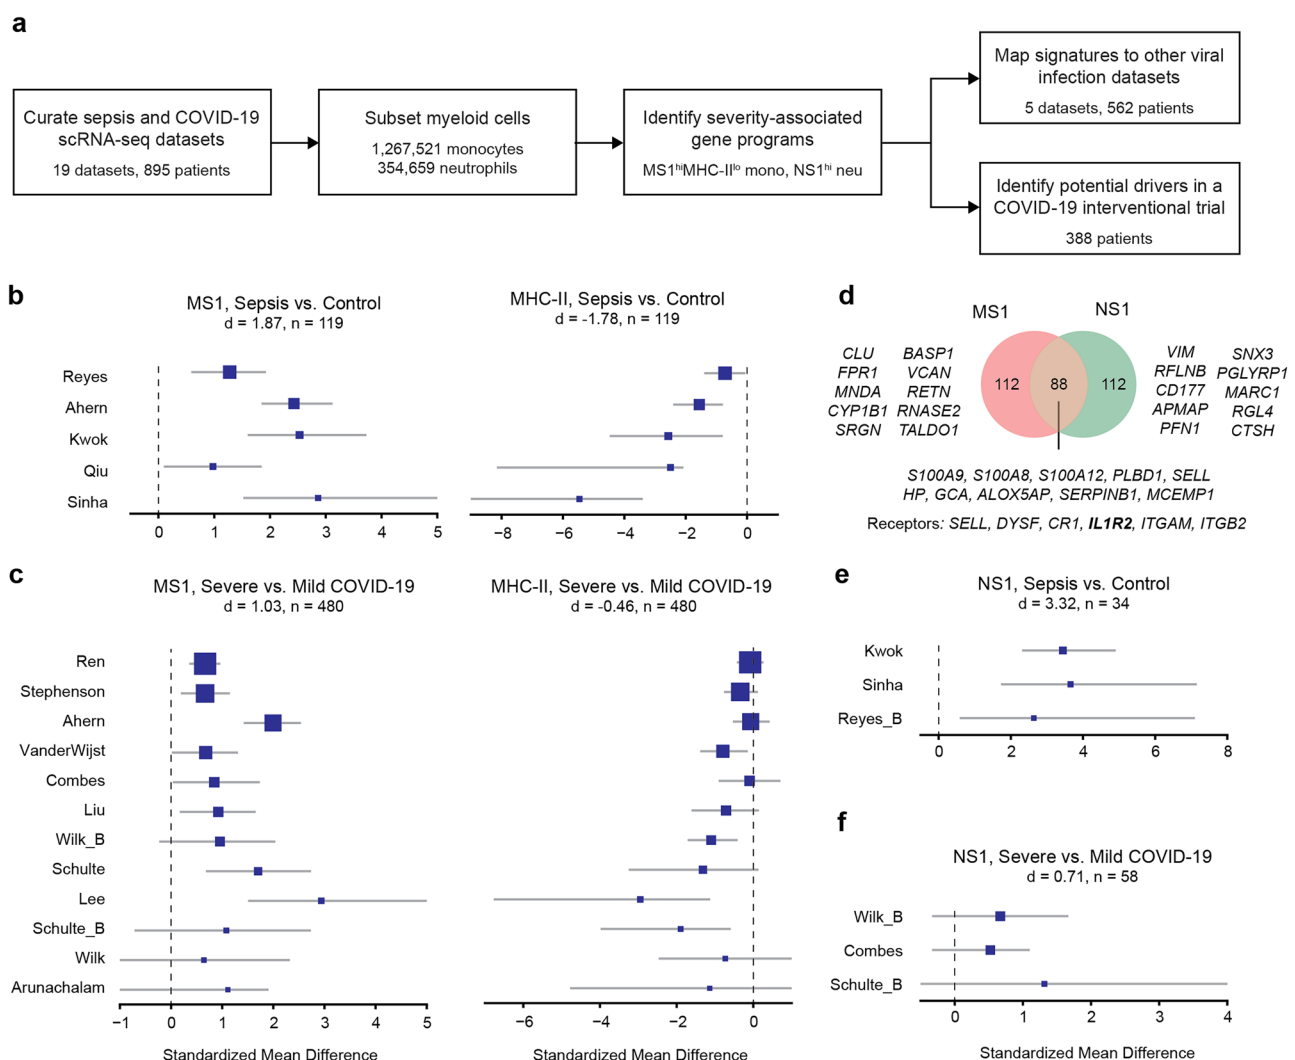 a
Curate sepsis and COVID-19
scRNA-seq datasets
19 datasets, 895 patients
Subset myeloid cells
1,267,521 monocytes
354,659 neutrophils
Identify severity-associated
gene programs
MS1hiMHC-IIlo mono, NS1hi neu
Map signatures to other viral
infection datasets
5 datasets, 562 patients
Identify potential drivers in a
COVID-19 interventional trial
388 patients
b
MS1, Sepsis vs. Control
d = 1.87, n = 119
Reyes
Ahern
Kwok
Qiu
Sinha
0 1 2 3 4 5
MHC-II, Sepsis vs. Control
d = -1.78, n = 119
−8 −6 −4 −2 0
c
MS1, Severe vs. Mild COVID-19
d = 1.03, n = 480
Ren
Stephenson
Ahern
VanderWijst
Combes
Liu
Wilk_B
Schulte
Lee
Schulte_B
Wilk
Arunachalam
−1 0 1 2 3 4 5
Standardized Mean Difference
MHC-II, Severe vs. Mild COVID-19
d = -0.46, n = 480
−6 −4 −2 0
Standardized Mean Difference
d
MS1 NS1
CLU BASP1
FPR1 VCAN
MNDA RETN
CYP1B1 RNASE2
SRGN TALDO1
112 88 112
VIM SNX3
RFLNB PGLYRP1
CD177 MARC1
APMAP RGL4
PFN1 CTSH
S100A9, S100A8, S100A12, PLBD1, SELL
HP, GCA, ALOX5AP, SERPINB1, MCEMP1
Receptors: SELL, DYSF, CR1, IL1R2, ITGAM, ITGB2
e
NS1, Sepsis vs. Control
d = 3.32, n = 34
Kwok
Sinha
Reyes_B
0 2 4 6 8
f
NS1, Severe vs. Mild COVID-19
d = 0.71, n = 58
Wilk_B
Combes
Schulte_B
0 1 2 3 4
Standardized Mean Difference